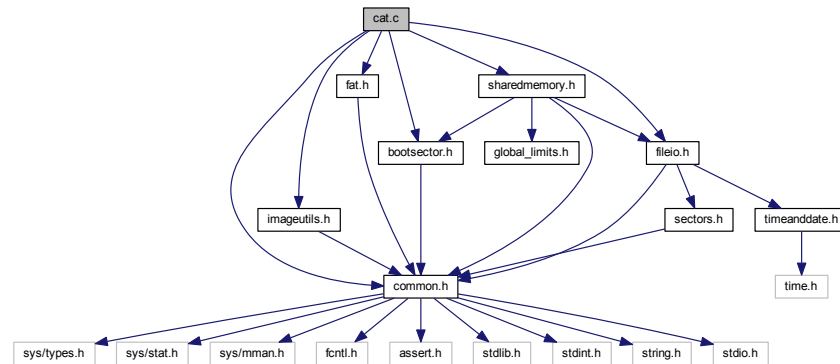 cat.c
fat.h
sharedmemory.h
bootsector.h
global_limits.h
fileio.h
imageutils.h
sectors.h
timeanddate.h
common.h
time.h
sys/types.h
sys/stat.h
sys/mman.h
fcntl.h
assert.h
stdlib.h
stdint.h
string.h
stdio.h